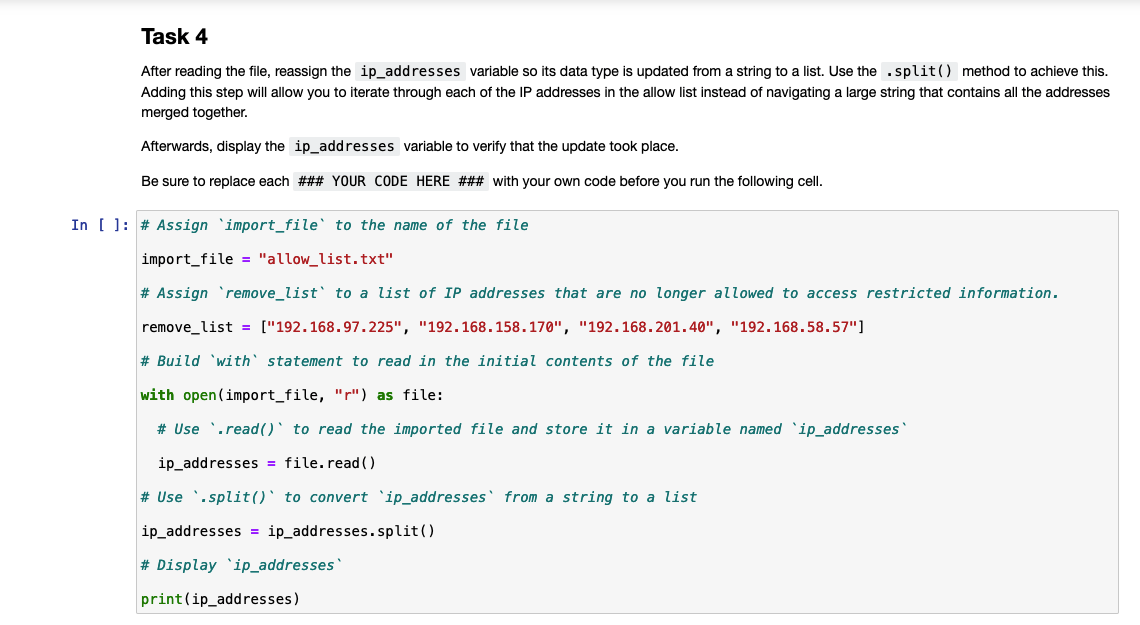 Task 4
After reading the file, reassign the ip_addresses variable so its data type is updated from a string to a list. Use the .split() method to achieve this.
Adding this step will allow you to iterate through each of the IP addresses in the allow list instead of navigating a large string that contains all the addresses
merged together.
Afterwards, display the ip_addresses variable to verify that the update took place.
Be sure to replace each ### YOUR CODE HERE ### with your own code before you run the following cell.
In [ ]: # Assign `import_file` to the name of the file
import_file = "allow_list.txt"
# Assign `remove_list` to a list of IP addresses that are no longer allowed to access restricted information.
remove_list = ["192.168.97.225", "192.168.158.170", "192.168.201.40", "192.168.58.57"]
# Build `with` statement to read in the initial contents of the file
with open(import_file, "r") as file:
  # Use `.read()` to read the imported file and store it in a variable named `ip_addresses`
  ip_addresses = file.read()
# Use `.split()` to convert `ip_addresses` from a string to a list
ip_addresses = ip_addresses.split()
# Display `ip_addresses`
print(ip_addresses)